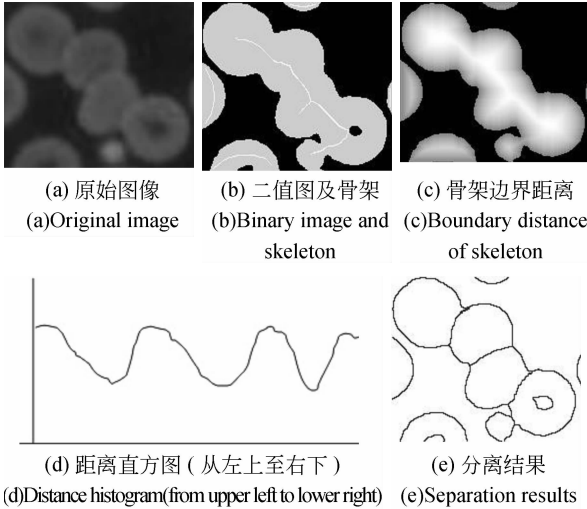 (a) 原始图像
(a)Original image
(b) 二值图及骨架
(b)Binary image and
skeleton
(c) 骨架边界距离
(c)Boundary distance
of skeleton
(d) 距离直方图 ( 从左上至右下 )
(d)Distance histogram(from upper left to lower right)
(e) 分离结果
(e)Separation results